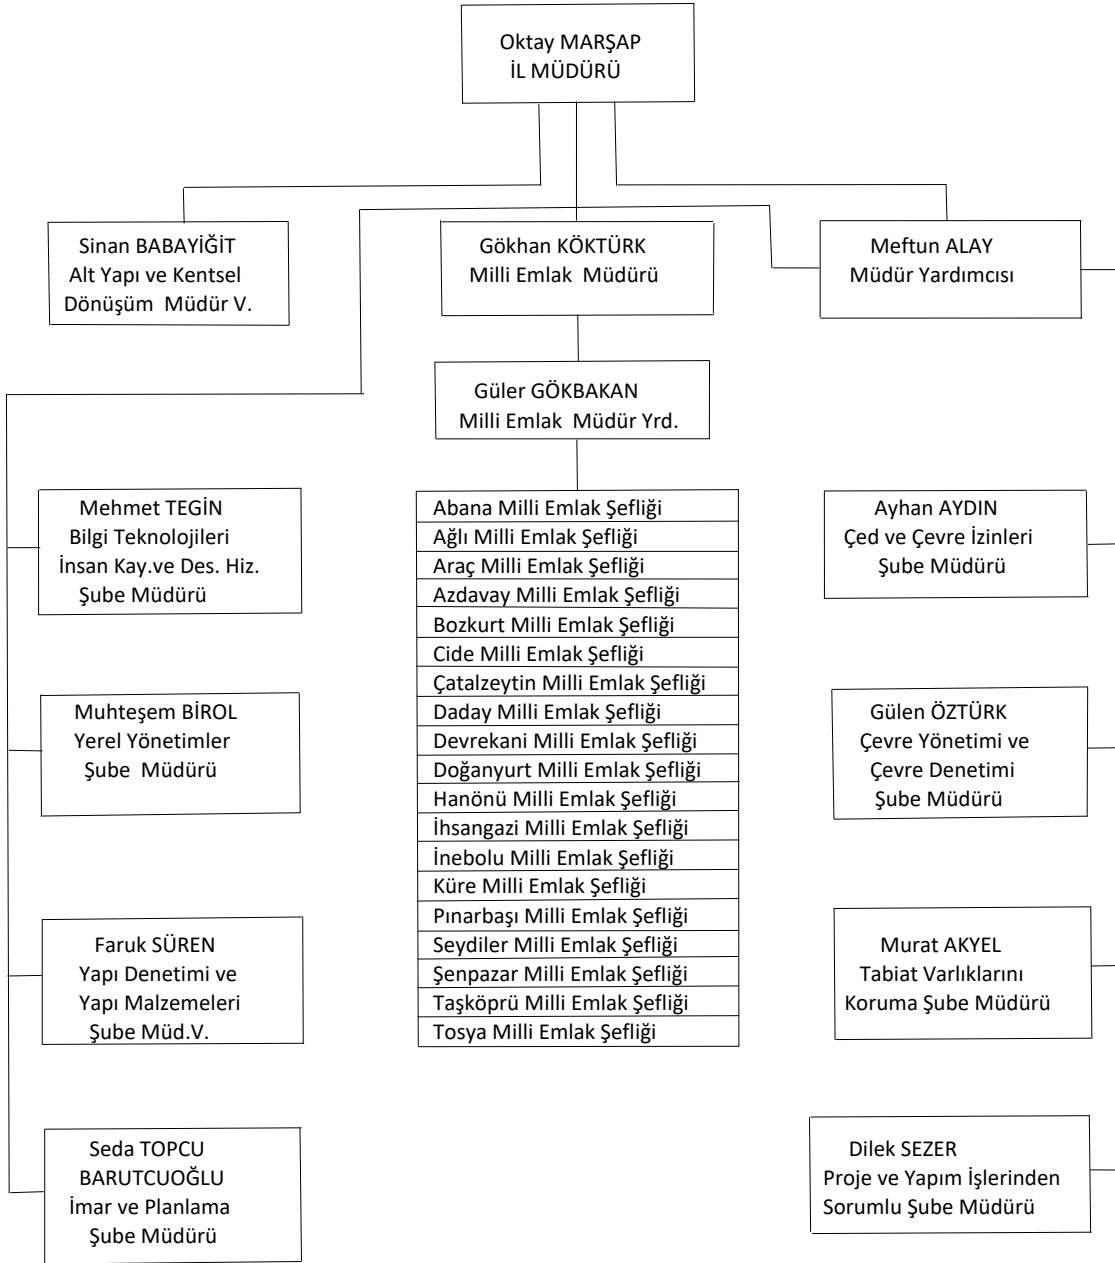 Oktay MARŞAP
İL MÜDÜRÜ
Sinan BABAYİĞİT
Alt Yapı ve Kentsel
Dönüşüm Müdür V.
Gökhan KÖKTÜRK
Milli Emlak Müdürü
Meftun ALAY
Müdür Yardımcısı
Güler GÖKBAKAN
Milli Emlak Müdür Yrd.
Mehmet TEGİN
Bilgi Teknolojileri
İnsan Kay.ve Des. Hiz.
Şube Müdürü
Muhteşem BİROL
Yerel Yönetimler
Şube Müdürü
Faruk SÜREN
Yapı Denetimi ve
Yapı Malzemeleri
Şube Müd.V.
Seda TOPCU
BARUTCUOĞLU
İmar ve Planlama
Şube Müdürü
Abana Milli Emlak Şefliği
Ağlı Milli Emlak Şefliği
Araç Milli Emlak Şefliği
Azdavay Milli Emlak Şefliği
Bozkurt Milli Emlak Şefliği
Cide Milli Emlak Şefliği
Çatalzeytin Milli Emlak Şefliği
Daday Milli Emlak Şefliği
Devrekani Milli Emlak Şefliği
Doğanyurt Milli Emlak Şefliği
Hanönü Milli Emlak Şefliği
İhsangazi Milli Emlak Şefliği
İnebolu Milli Emlak Şefliği
Küre Milli Emlak Şefliği
Pınarbaşı Milli Emlak Şefliği
Seydiler Milli Emlak Şefliği
Şenpazar Milli Emlak Şefliği
Taşköprü Milli Emlak Şefliği
Tosya Milli Emlak Şefliği
Ayhan AYDIN
Çed ve Çevre İzinleri
Şube Müdürü
Gülen ÖZTÜRK
Çevre Yönetimi ve
Çevre Denetimi
Şube Müdürü
Murat AKYEL
Tabiat Varlıklarını
Koruma Şube Müdürü
Dilek SEZER
Proje ve Yapım İşlerinden
Sorumlu Şube Müdürü